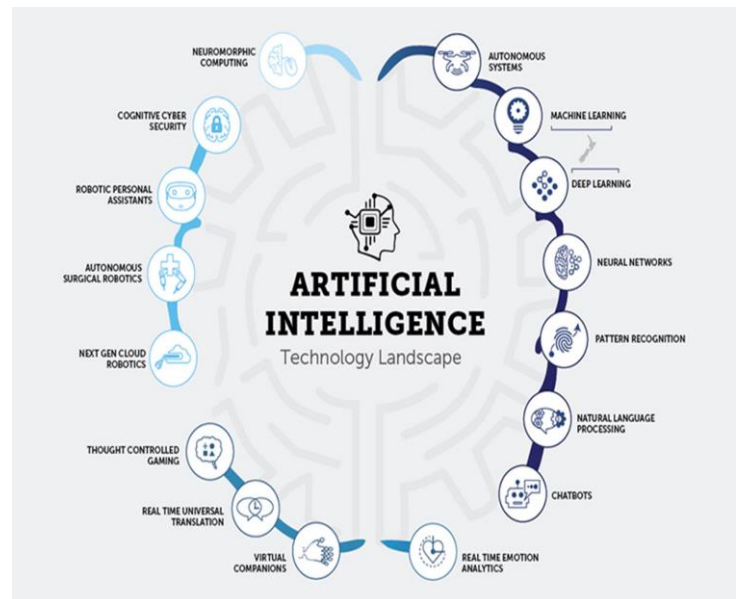 ARTIFICIAL
INTELLIGENCE
Technology Landscape
NEUROMORPHIC
COMPUTING
COGNITIVE CYBER
SECURITY
ROBOTIC PERSONAL
ASSISTANTS
AUTONOMOUS
SURGICAL ROBOTICS
NEXT GEN CLOUD
ROBOTICS
THOUGHT CONTROLLED
GAMING
REAL TIME UNIVERSAL
TRANSLATION
VIRTUAL
COMPANIONS
AUTONOMOUS
SYSTEMS
MACHINE LEARNING
DEEP LEARNING
NEURAL NETWORKS
PATTERN RECOGNITION
NATURAL LANGUAGE
PROCESSING
CHATBOTS
REAL TIME EMOTION
ANALYTICS